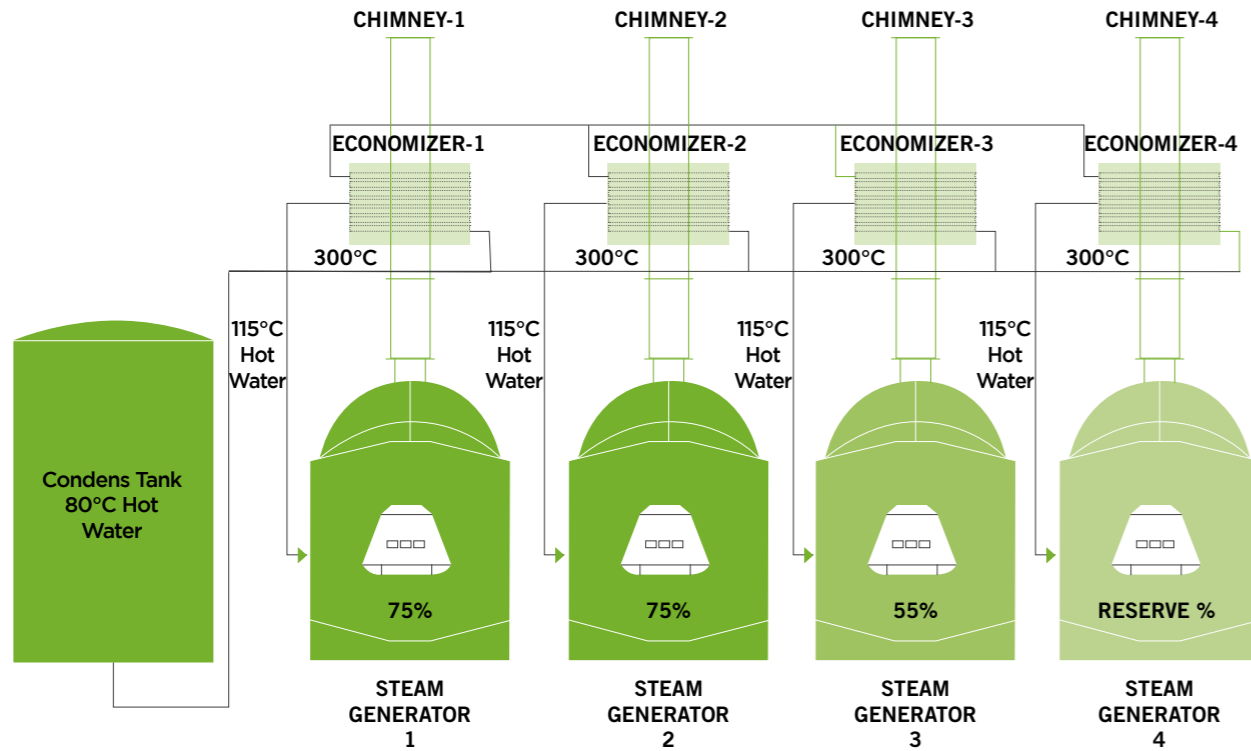 CHIMNEY-1
CHIMNEY-2
CHIMNEY-3
CHIMNEY-4
ECONOMIZER-1
ECONOMIZER-2
ECONOMIZER-3
ECONOMIZER-4
300°C
300°C
300°C
300°C
115°C
Hot
Water
115°C
Hot
Water
115°C
Hot
Water
115°C
Hot
Water
Condens Tank
80°C Hot
Water
75%
75%
55%
RESERVE %
STEAM
GENERATOR
1
STEAM
GENERATOR
2
STEAM
GENERATOR
3
STEAM
GENERATOR
4